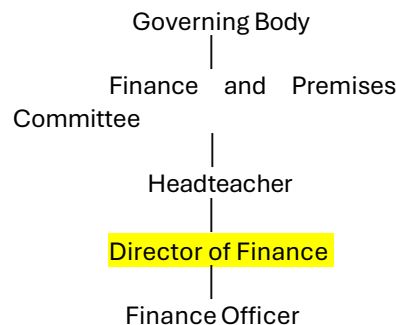 Governing Body
Finance and Premises
Committee
Headteacher
Director of Finance
Finance Officer